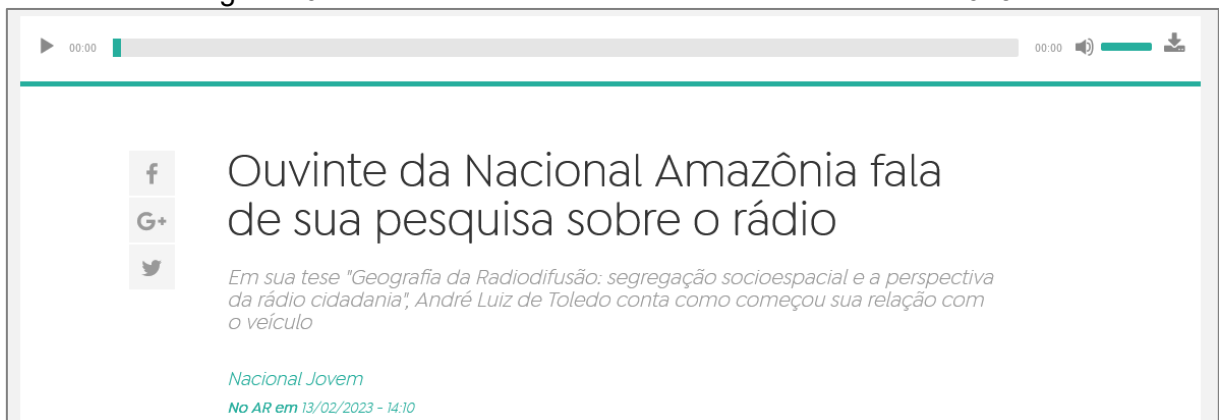 00:00
00:00
f
G+
Ouvinte da Nacional Amazônia fala
de sua pesquisa sobre o rádio
Em sua tese "Geografia da Radiodifusão: segregação socioespacial e a perspectiva
da rádio cidadania", André Luiz de Toledo conta como começou sua relação com
o veículo
Nacional Jovem
No AR em 13/02/2023 - 14:10